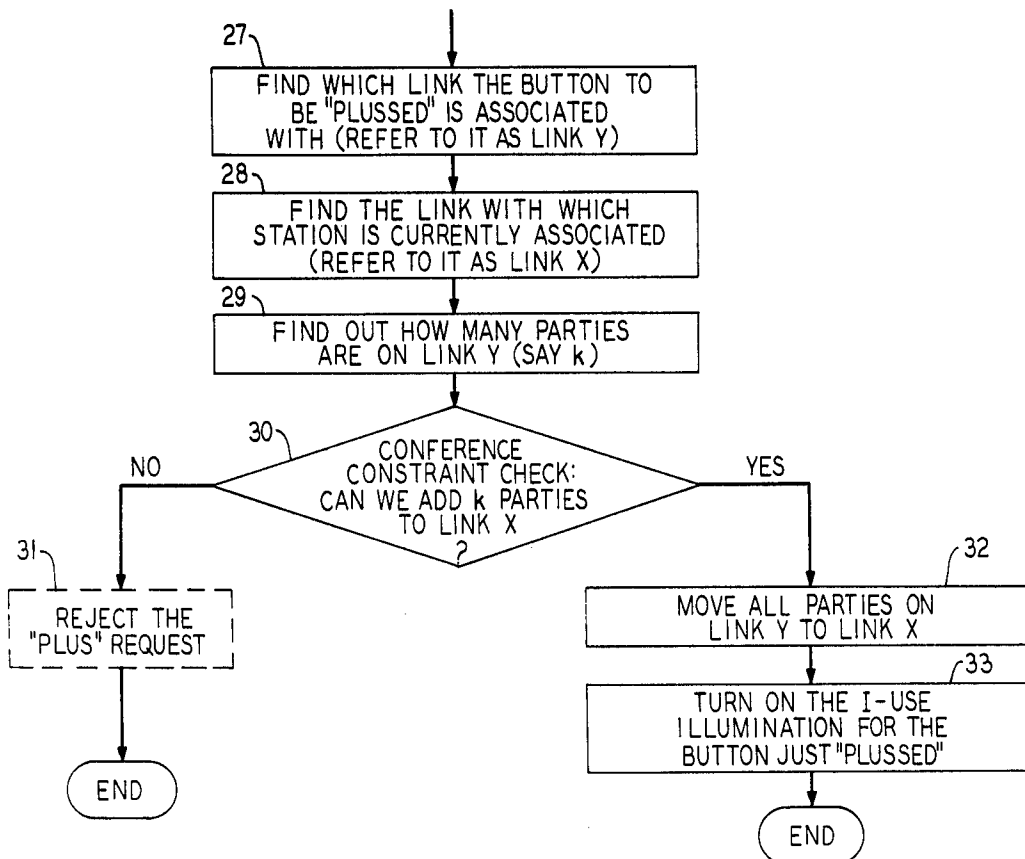 27
FIND WHICH LINK THE BUTTON TO
BE "PLUSSED" IS ASSOCIATED
WITH (REFER TO IT AS LINK Y)
28
FIND THE LINK WITH WHICH
STATION IS CURRENTLY ASSOCIATED
(REFER TO IT AS LINK X)
29
FIND OUT HOW MANY PARTIES
ARE ON LINK Y (SAY k)
30
CONFERENCE
CONSTRAINT CHECK:
CAN WE ADD k PARTIES
TO LINK X
?
NO
YES
31
REJECT THE
"PLUS" REQUEST
END
32
MOVE ALL PARTIES ON
LINK Y TO LINK X
33
TURN ON THE I-USE
ILLUMINATION FOR THE
BUTTON JUST "PLUSSED"
END